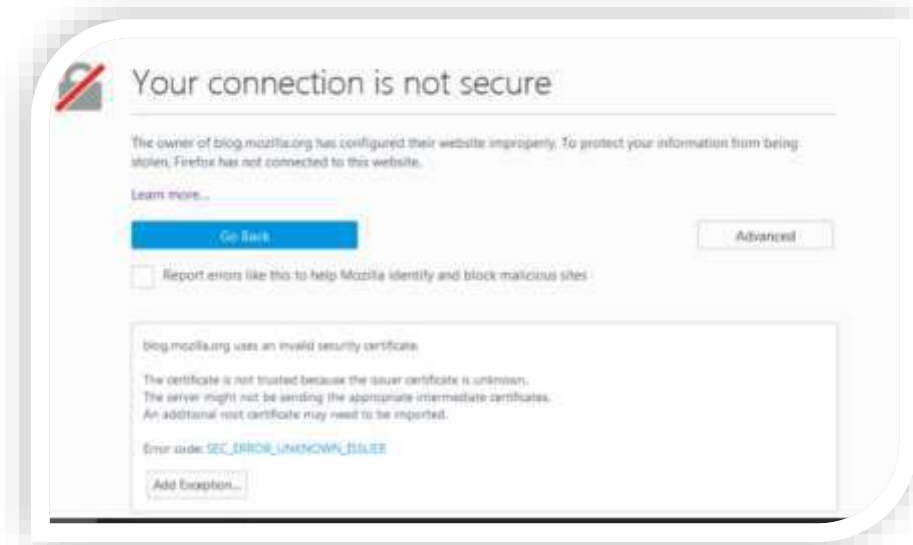 Your connection is not secure
The owner of blog.mozilla.org has configured their website improperly. To protect your information from being
stolen, Firefox has not connected to this website.
Learn more...
Go Back
Advanced
Report errors like this to help Mozilla identify and block malicious sites
blog.mozilla.org uses an invalid security certificate.
The certificate is not trusted because the issuer certificate is unknown.
The server might not be sending the appropriate intermediate certificates.
An additional root certificate may need to be imported.
Error code: SEC_ERROR_UNKNOWN_ISSUER
Add Exception...